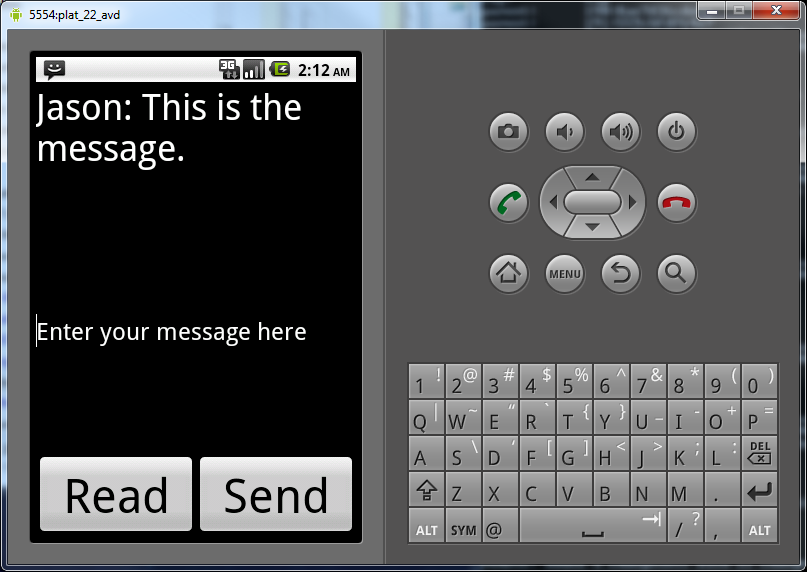 5554:plat_22_avd
3G 2:12 AM
Jason: This is the
message.
Enter your message here
Read Send
MENU
1 ! 2 @ 3 # 4 $ 5 % 6 ^ 7 & 8 * 9 ( 0 )
Q | W ~ E “ R ` T { Y } U _ I - O + P =
A S \ D ‘ F [ G ] H < J > K ; L : DEL
Z X C V B N M .
ALT SYM @ / ? , ALT